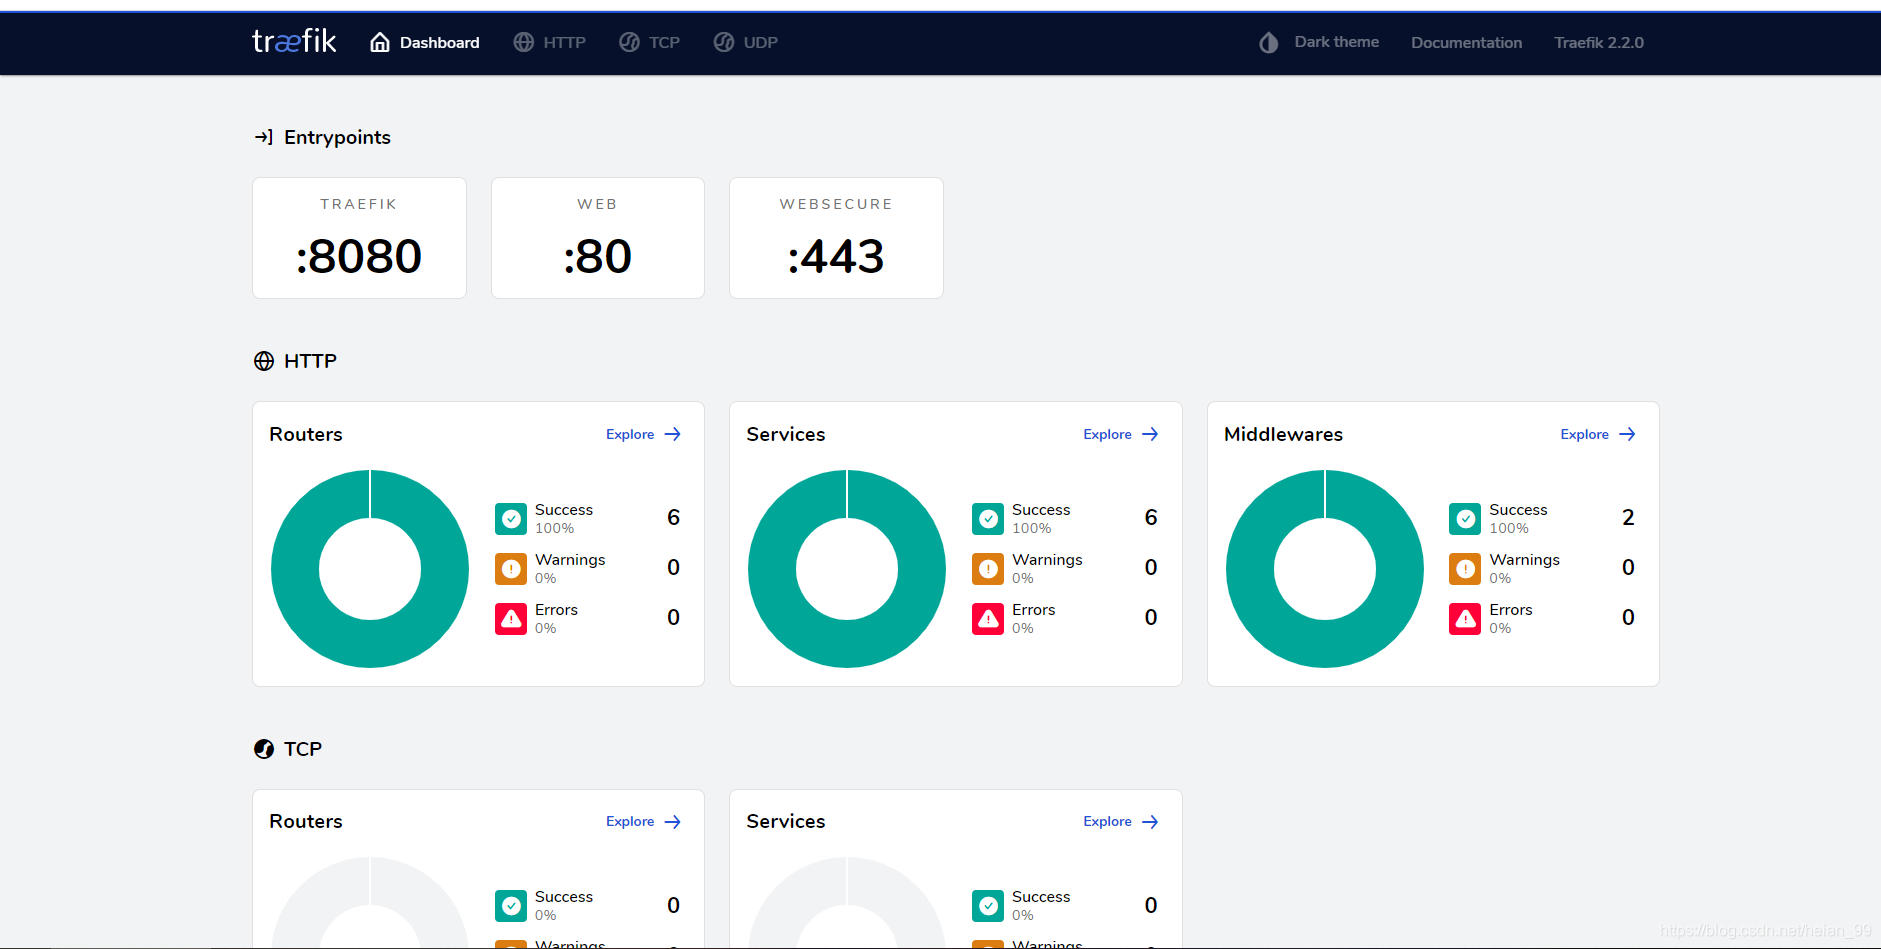 træfik Dashboard HTTP TCP UDP Dark theme Documentation Traefik 2.2.0
Entrypoints
TRAEFIK WEB WEBSECURE
:8080 :80 :443
HTTP
Routers Explore
Success 6
100%
Warnings 0
0%
Errors 0
0%
Services Explore
Success 6
100%
Warnings 0
0%
Errors 0
0%
Middlewares Explore
Success 2
100%
Warnings 0
0%
Errors 0
0%
TCP
Routers Explore
Success 0
0%
Warnings
Services Explore
Success 0
0%
Warnings
https://blog.csdn.net/heian_99